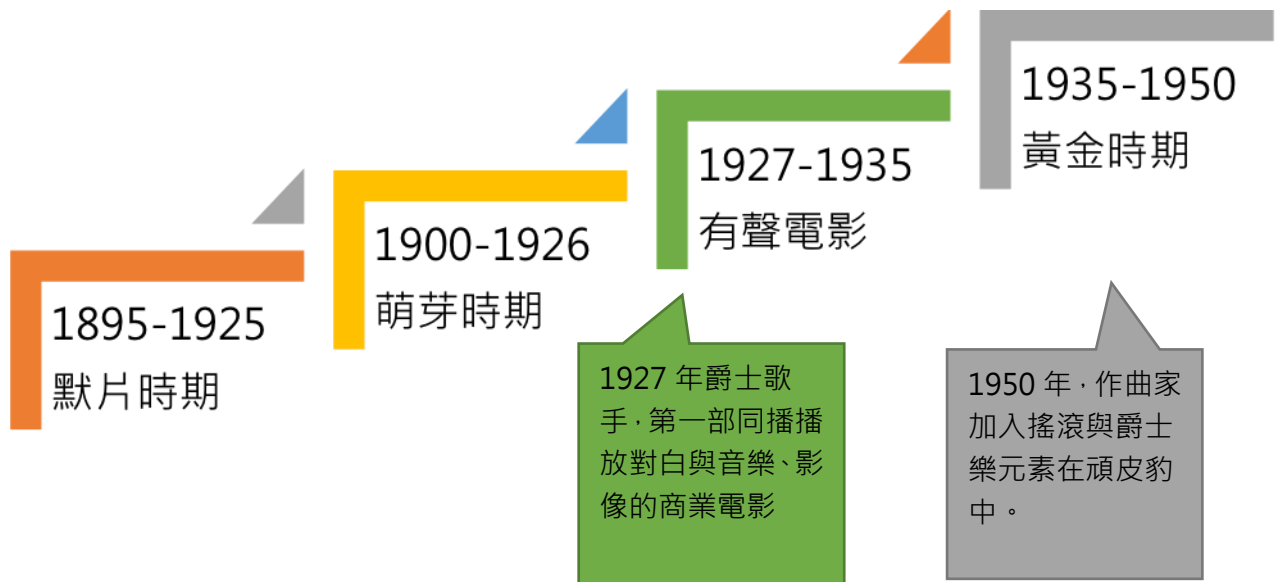 1895-1925
默片時期
1900-1926
萌芽時期
1927-1935
有聲電影
1935-1950
黃金時期
1927 年爵士歌
手，第一部同播播
放對白與音樂、影
像的商業電影
1950 年，作曲家
加入搖滾與爵士
樂元素在頑皮豹
中。